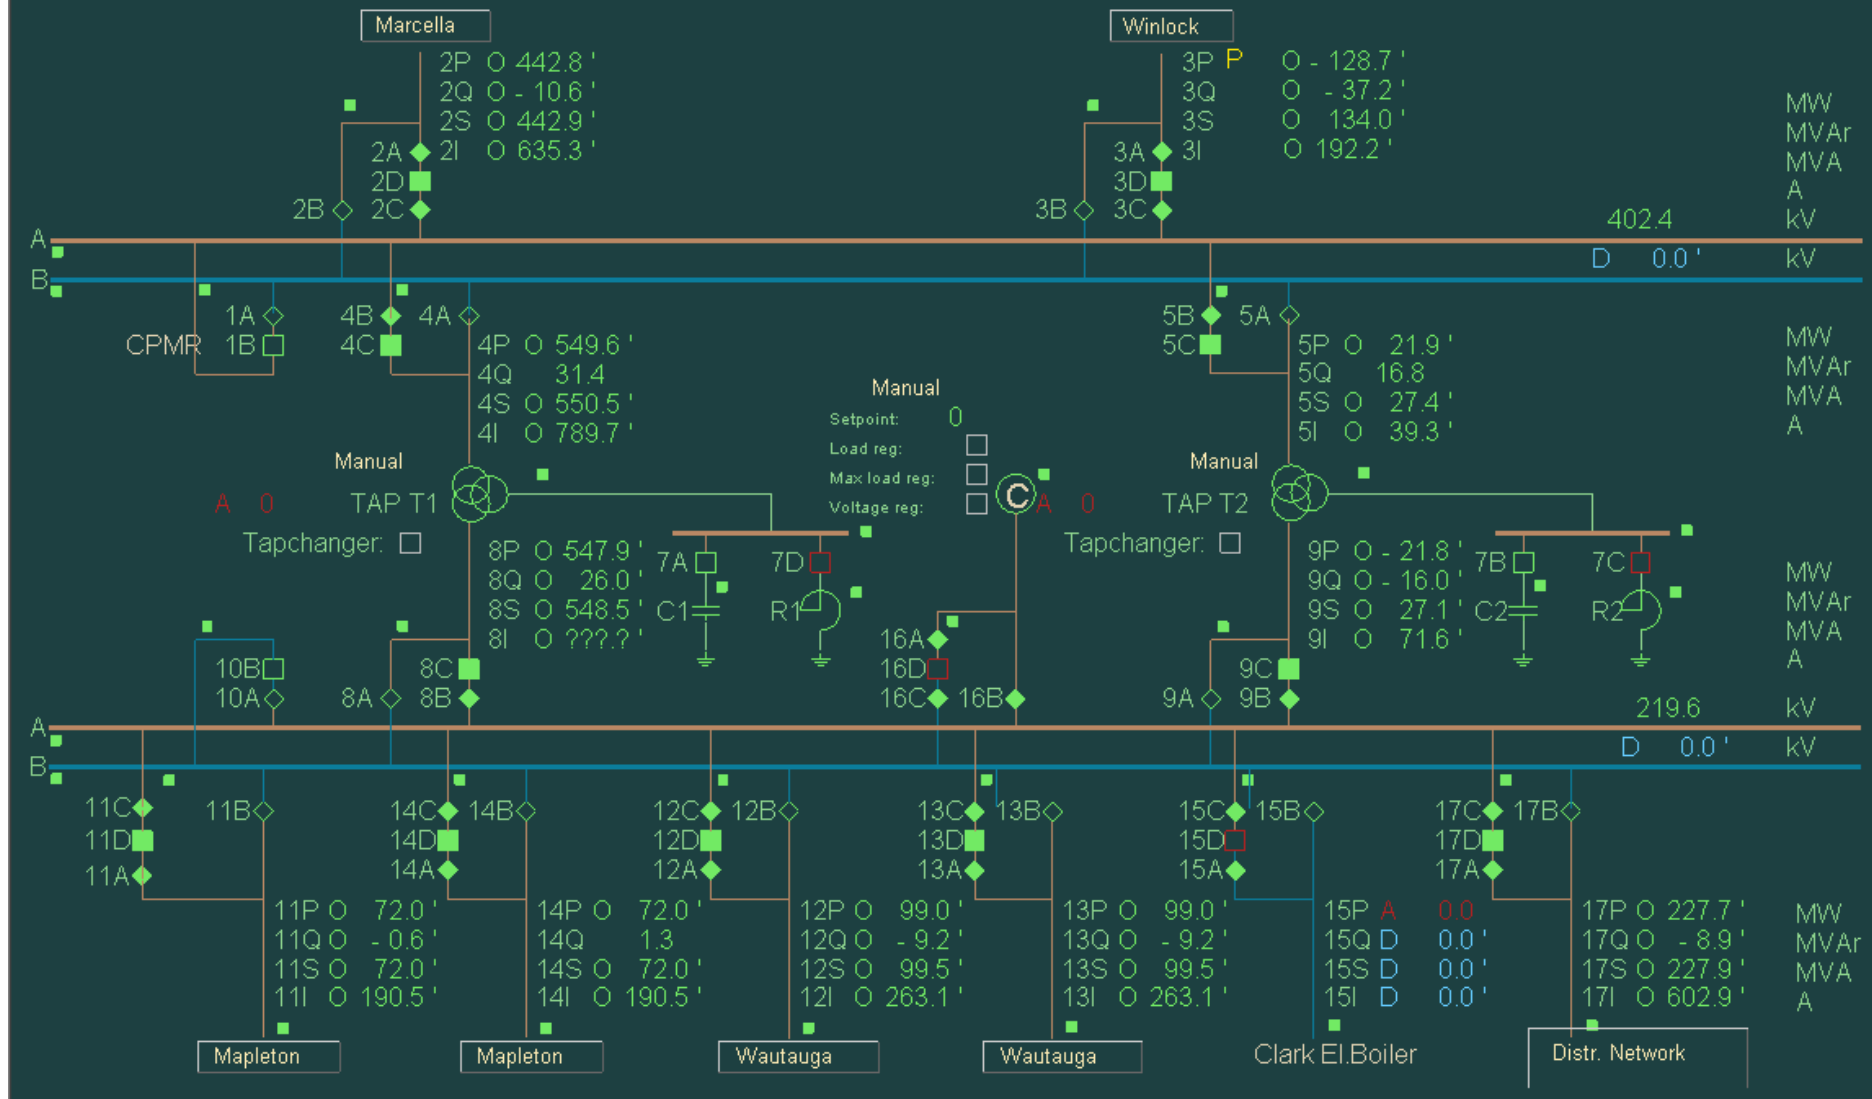 Marcella
Winlock
2P O 442.8 '
3P P O - 128.7 '
2Q O - 10.6 '
3Q O - 37.2 '
MW
2S O 442.9 '
3S O 134.0 '
MVAr
2A 2I O 635.3 '
3A 3I O 192.2 '
MVA
2D
3D
A
2B 2C
3B 3C
402.4 kV
A
D 0.0 ' kV
B
1A 4B 4A
5B 5A
CPMR 1B 4C 4P O 549.6 '
5C 5P O 21.9 '
MW
4Q 31.4
5Q 16.8
MVAr
Manual
4S O 550.5 '
5S O 27.4 '
MVA
Setpoint: 0
4I O 789.7 '
5I O 39.3 '
A
Load reg:
Manual
Manual
Max load reg:
A 0 TAP T1
Voltage reg:
C
A 0 TAP T2
Tapchanger:
Tapchanger:
8P O -547.9 '
7A 7D
9P O - 21.8 '
7B 7C
MW
8Q O 26.0 '
9Q O - 16.0 '
MVAr
8S O 548.5 '
C1 R1
9S O 27.1 '
C2 R2
MVA
8I O ???.? '
16A
9I O 71.6 '
A
10B 8C
16D
9C
10A 8A 8B
16C 16B
9A 9B
219.6 kV
A
D 0.0 ' kV
B
11C 11B 14C 14B 12C 12B 13C 13B 15C 15B 17C 17B
11D 14D 12D 13D 15D 17D
11A 14A 12A 13A 15A 17A
11P O 72.0 ' 14P O 72.0 ' 12P O 99.0 ' 13P O 99.0 ' 15P A 0.0 17P O 227.7 ' MW
11Q O - 0.6 ' 14Q 1.3 12Q O - 9.2 ' 13Q O - 9.2 ' 15Q D 0.0 ' 17Q O - 8.9 ' MVAr
11S O 72.0 ' 14S O 72.0 ' 12S O 99.5 ' 13S O 99.5 ' 15S D 0.0 ' 17S O 227.9 ' MVA
11I O 190.5 ' 14I O 190.5 ' 12I O 263.1 ' 13I O 263.1 ' 15I D 0.0 ' 17I O 602.9 ' A
Mapleton
Mapleton
Wautauga
Wautauga
Clark El.Boiler
Distr. Network